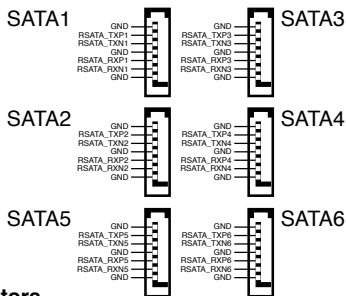 SATA1
GND
RSATA_TXP1
RSATA_TXN1
GND
RSATA_RXP1
RSATA_RXN1
GND
SATA3
GND
RSATA_TXP3
RSATA_TXN3
GND
RSATA_RXP3
RSATA_RXN3
GND
SATA2
GND
RSATA_TXP2
RSATA_TXN2
GND
RSATA_RXP2
RSATA_RXN2
GND
SATA4
GND
RSATA_TXP4
RSATA_TXN4
GND
RSATA_RXP4
RSATA_RXN4
GND
SATA5
GND
RSATA_TXP5
RSATA_TXN5
GND
RSATA_RXP5
RSATA_RXN5
GND
SATA6
GND
RSATA_TXP6
RSATA_TXN6
GND
RSATA_RXP6
RSATA_RXN6
GND